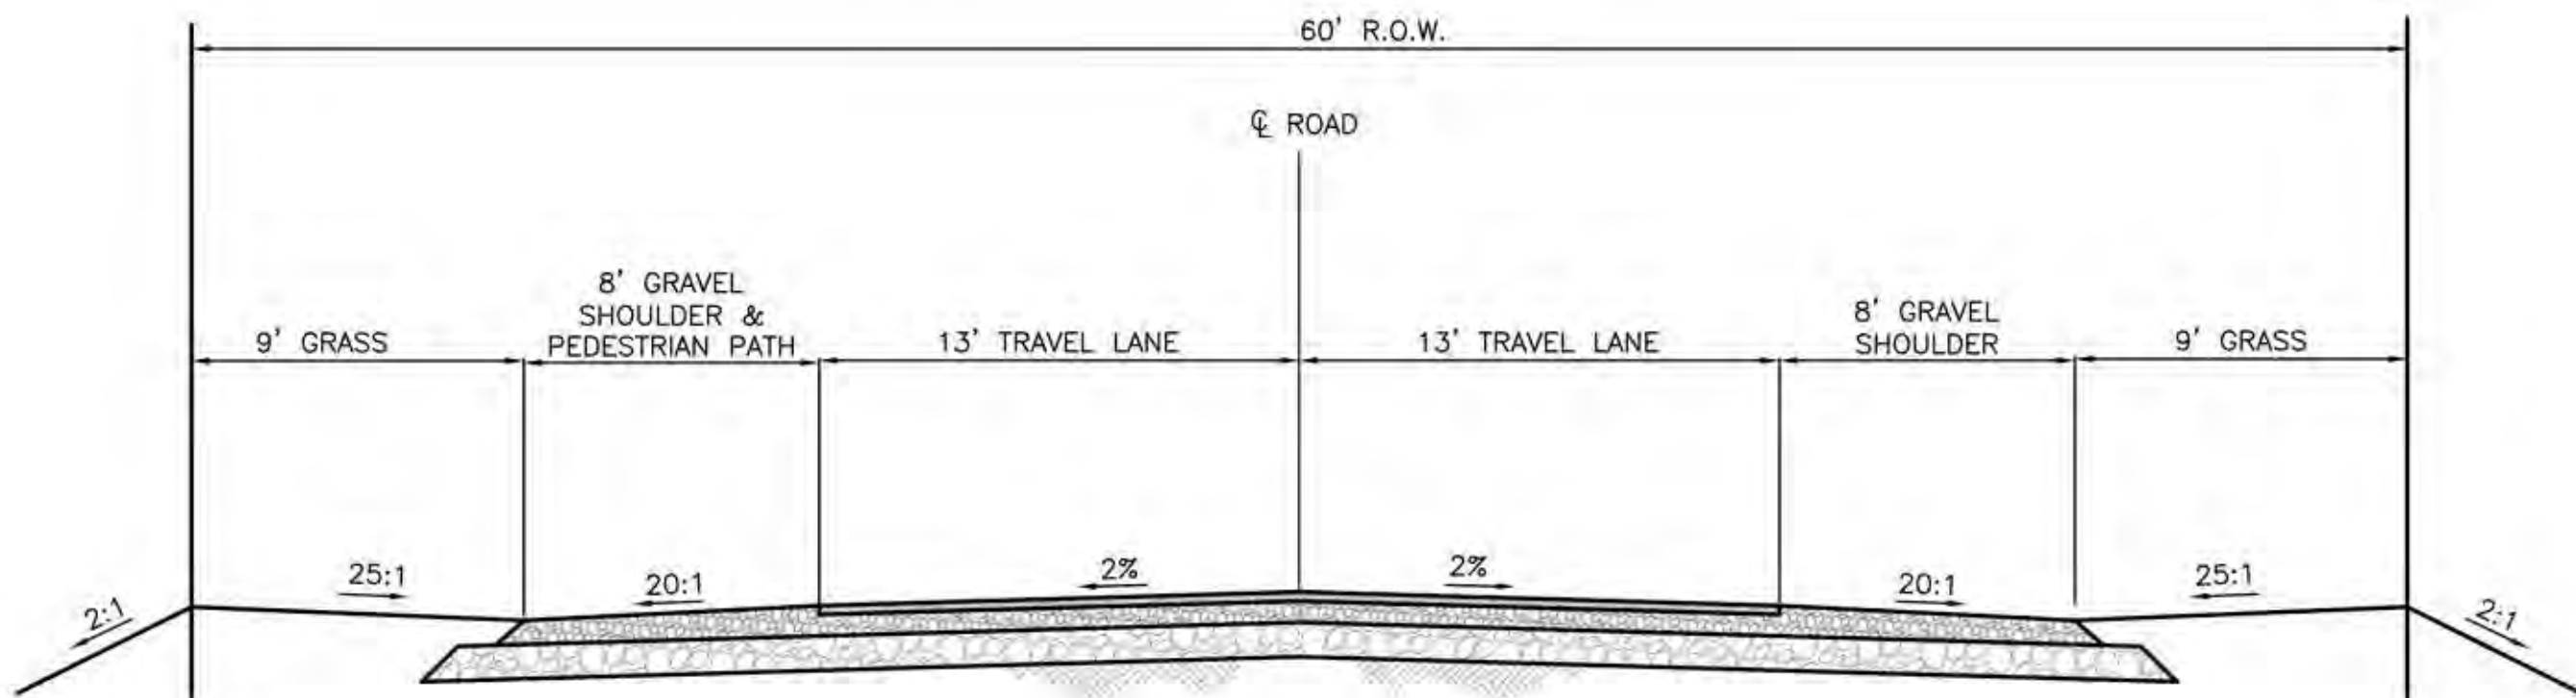 60' R.O.W.
℄ ROAD
9' GRASS
8' GRAVEL
SHOULDER &
PEDESTRIAN PATH
13' TRAVEL LANE
13' TRAVEL LANE
8' GRAVEL
SHOULDER
9' GRASS
2:1
25:1
20:1
2%
2%
20:1
25:1
2:1